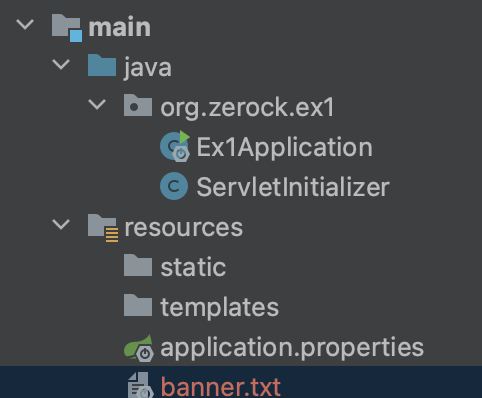 main
java
org.zerock.ex1
Ex1Application
ServletInitializer
resources
static
templates
application.properties
banner.txt